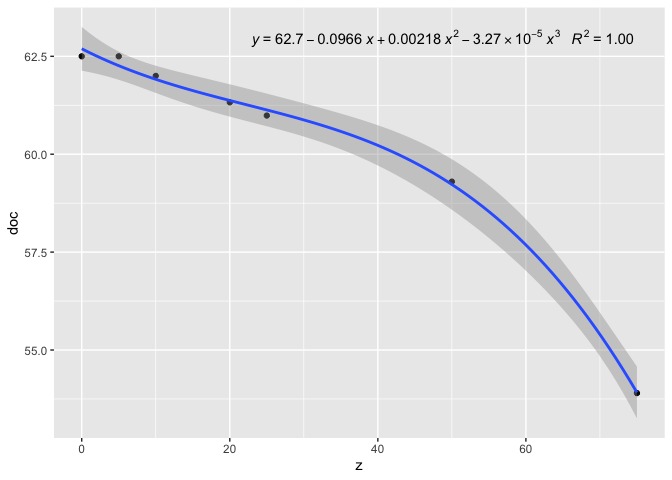 y = 62.7 – 0.0966 x + 0.00218 x² – 3.27 × 10⁻⁵ x³   R² = 1.00
62.5
60.0
57.5
55.0
doc
0 20 40 60
z